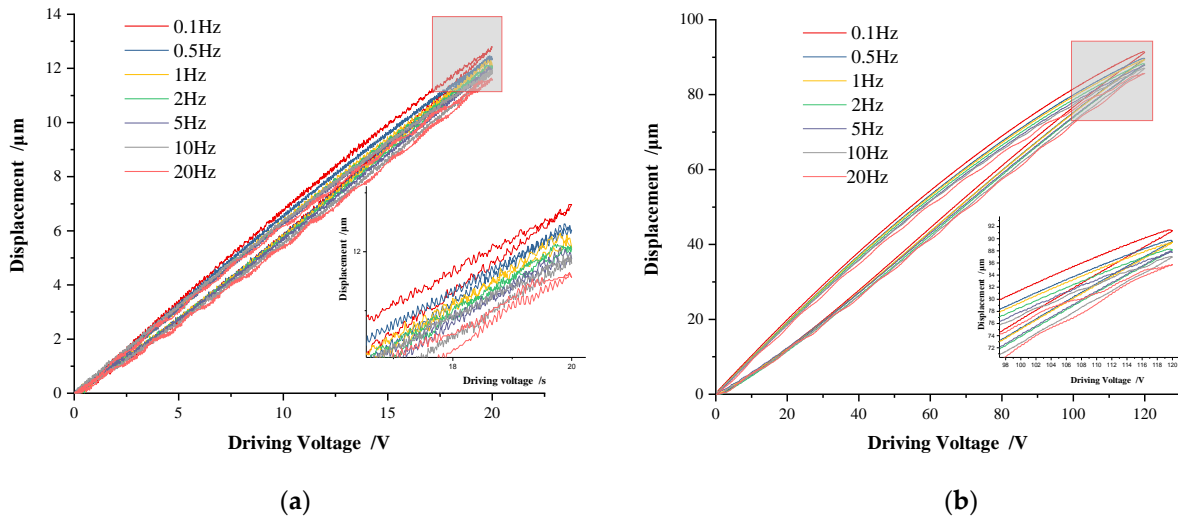 14
12
10
8
6
4
2
0
Displacement /μm
0.1Hz
0.5Hz
1Hz
2Hz
5Hz
10Hz
20Hz
12
Displacement /μm
18
20
Driving voltage /s
0
5
10
15
20
Driving Voltage /V
(a)
100
80
60
40
20
0
Displacement /μm
0.1Hz
0.5Hz
1Hz
2Hz
5Hz
10Hz
20Hz
92
90
88
86
84
82
80
78
76
74
72
Displacement /μm
98 100 102 104 106 108 110 112 114 116 118 120
Driving Voltage /V
0
20
40
60
80
100
120
Driving Voltage /V
(b)